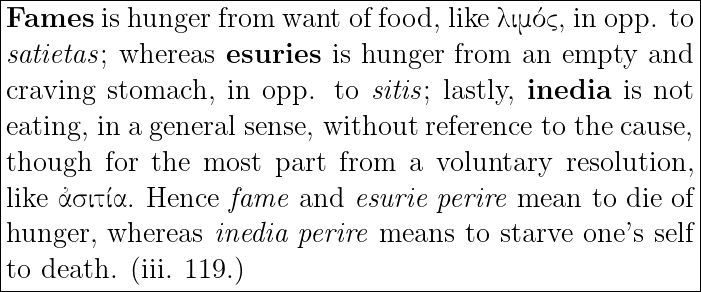 Fames is hunger from want of food, like λιμός, in opp. to
satietas; whereas esuries is hunger from an empty and
craving stomach, in opp. to sitis; lastly, inedia is not
eating, in a general sense, without reference to the cause,
though for the most part from a voluntary resolution,
like ἀσιτία. Hence fame and esurie perire mean to die of
hunger, whereas inedia perire means to starve one's self
to death. (iii. 119.)